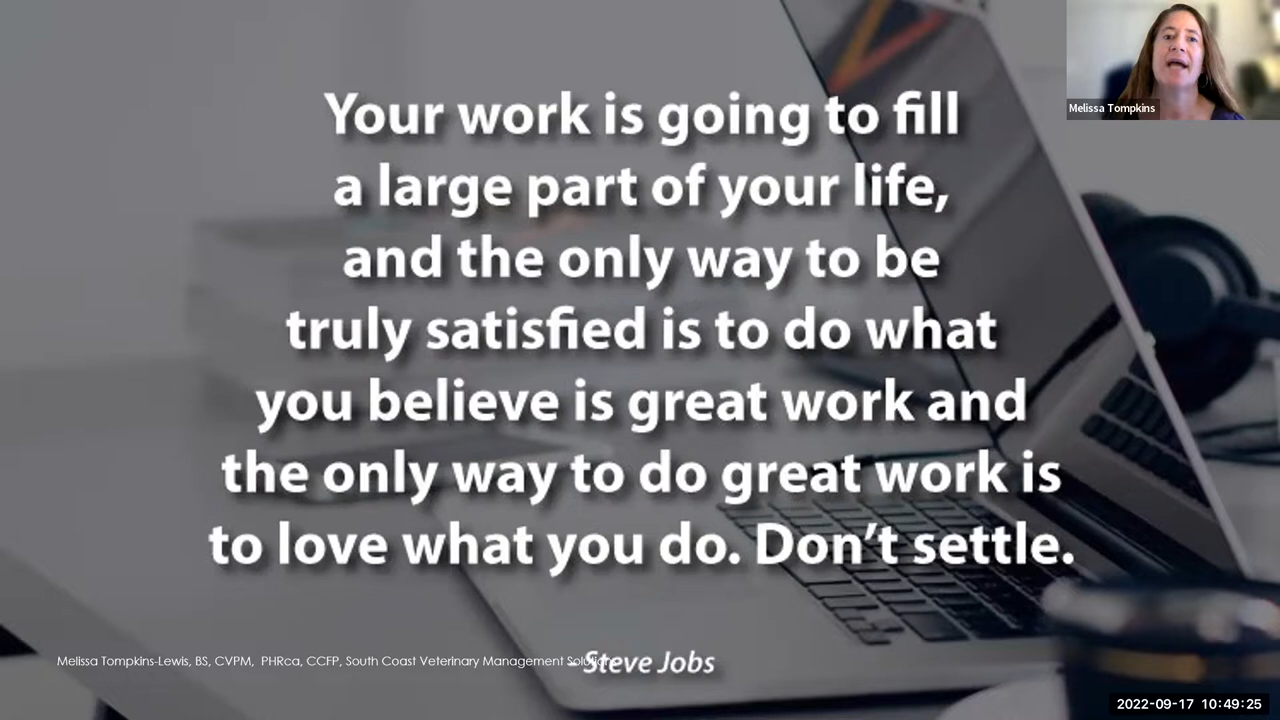 Melissa Tompkins
Your work is going to fill
a large part of your life,
and the only way to be
truly satisfied is to do what
you believe is great work and
the only way to do great work is
to love what you do. Don’t settle.
Melissa Tompkins-Lewis, BS, CVPM, PHRca, CCFP, South Coast Veterinary Management
-Steve Jobs
2022-09-17 10:49:25